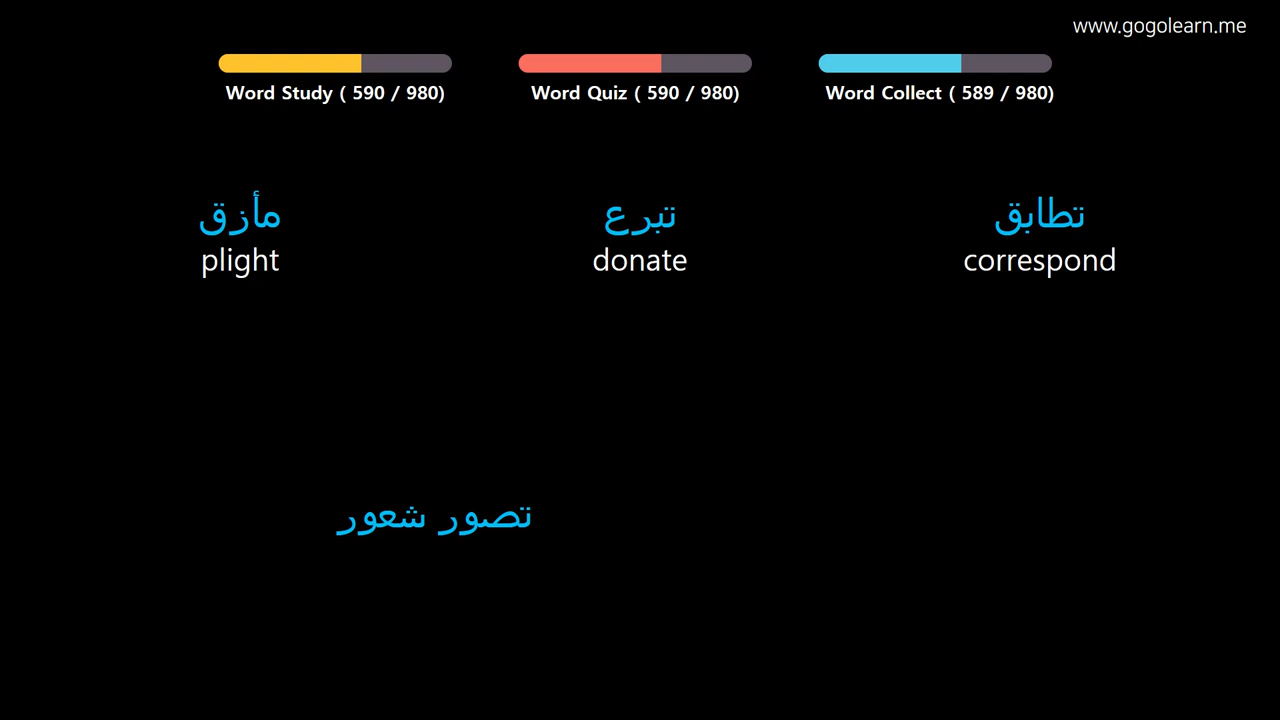 www.gogolearn.me
Word Study ( 590 / 980)
Word Quiz ( 590 / 980)
Word Collect ( 589 / 980)
مأزق
plight
تبرع
donate
تطابق
correspond
تصور شعور